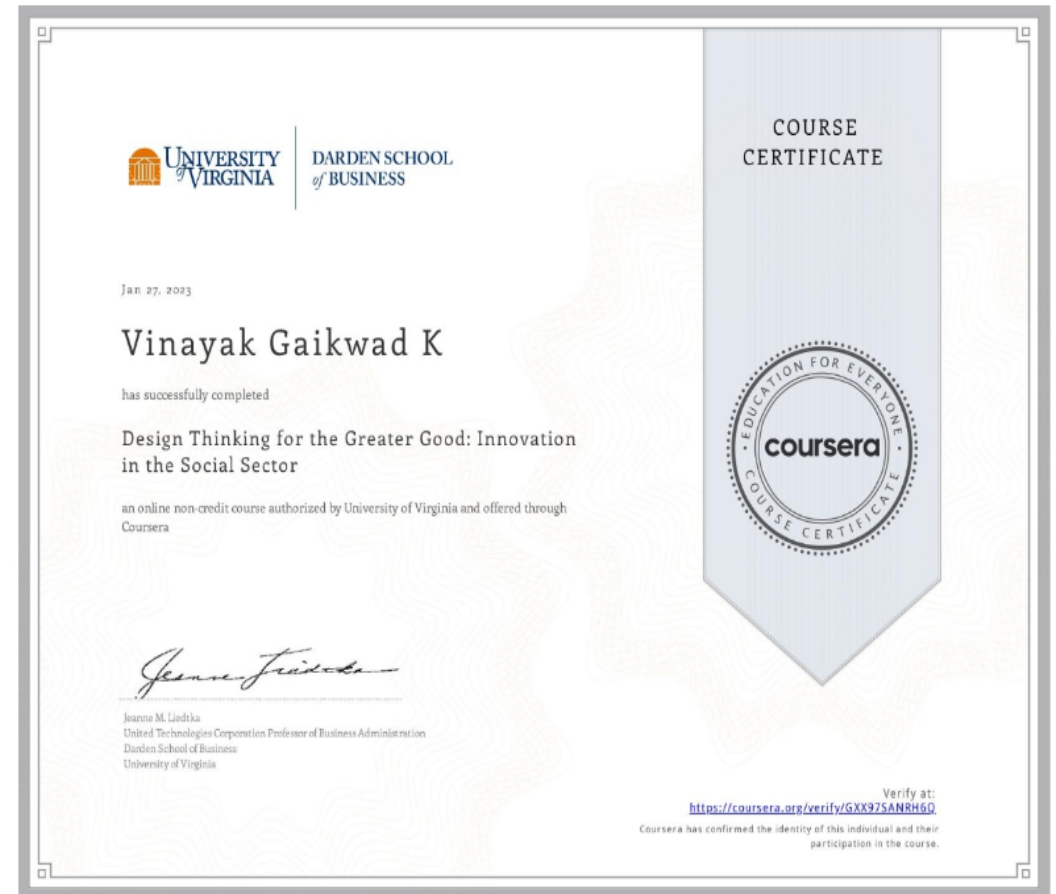 UNIVERSITY
of VIRGINIA
DARDEN SCHOOL
of BUSINESS
COURSE
CERTIFICATE
Jan 27, 2023
Vinayak Gaikwad K
has successfully completed
Design Thinking for the Greater Good: Innovation
in the Social Sector
an online non-credit course authorized by University of Virginia and offered through
Coursera
EDUCATION FOR EVERYONE
coursera
COURSE CERTIFICATE
Jeanne M. Liedtka
United Technologies Corporation Professor of Business Administration
Darden School of Business
University of Virginia
Verify at:
https://coursera.org/verify/GXX97SANRH6Q
Coursera has confirmed the identity of this individual and their
participation in the course.